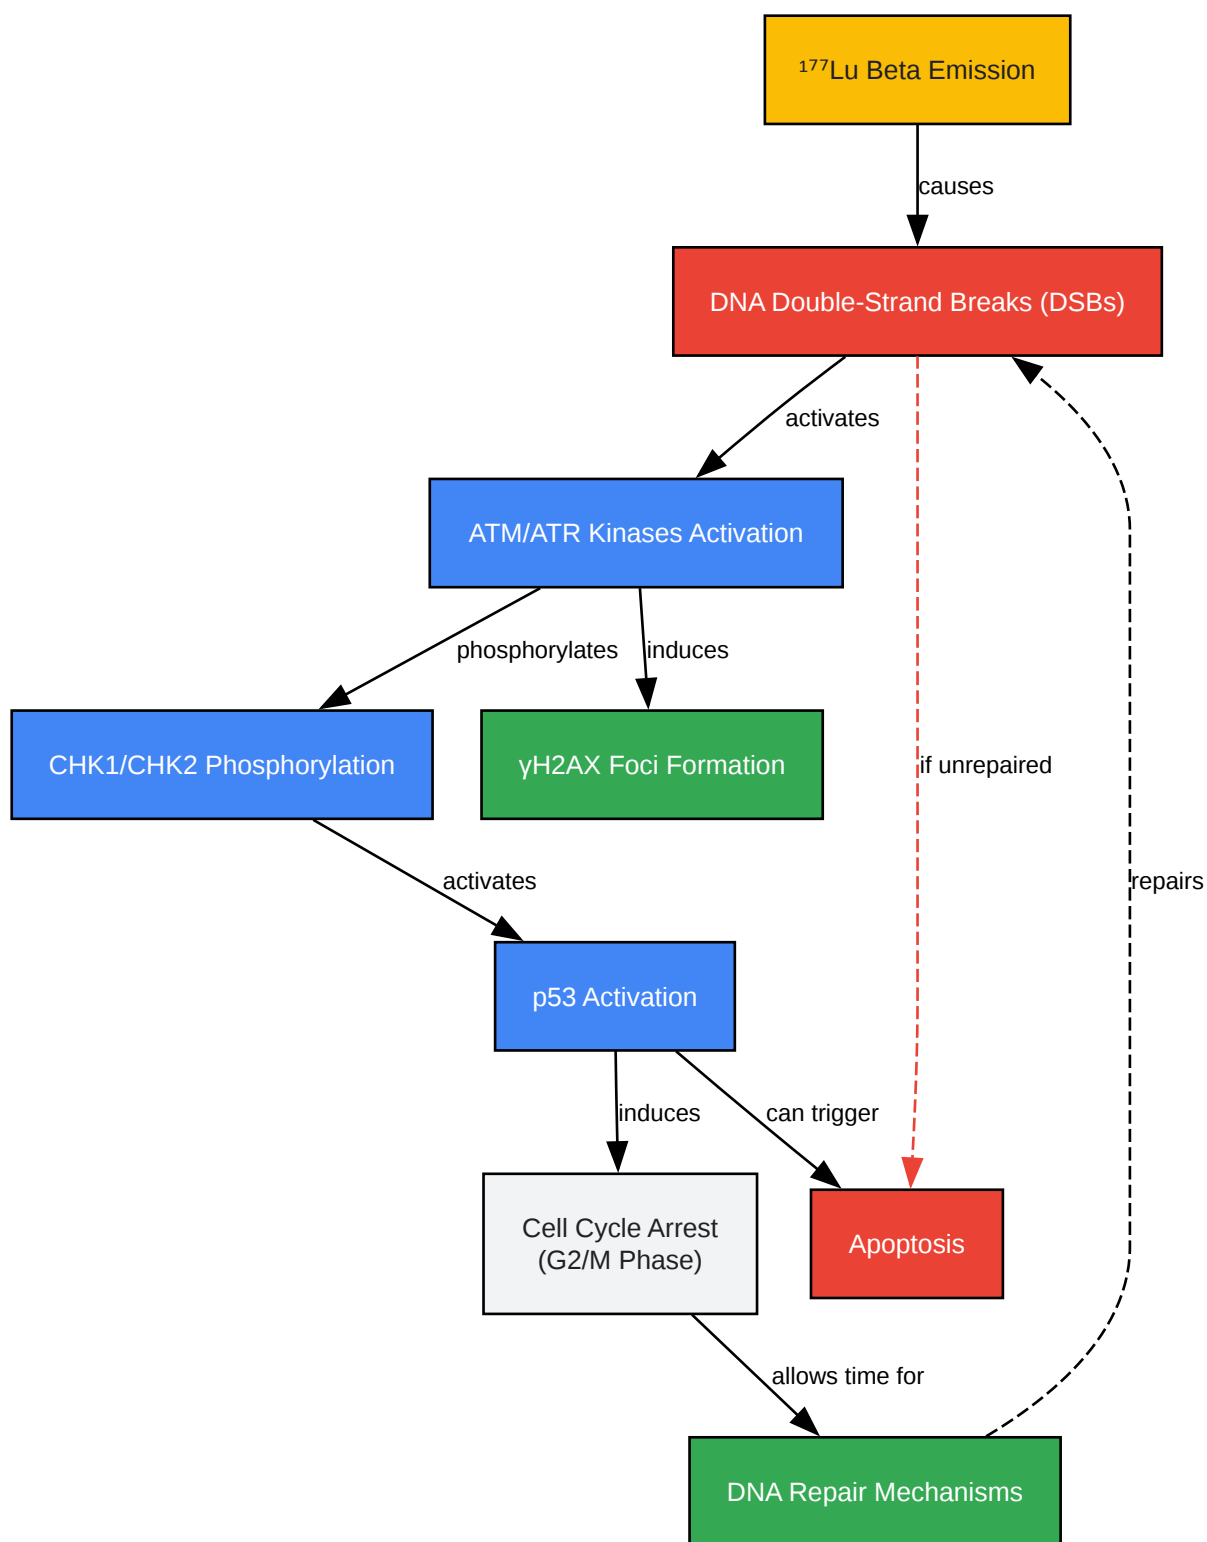 ¹⁷⁷Lu Beta Emission
causes
DNA Double-Strand Breaks (DSBs)
activates
ATM/ATR Kinases Activation
phosphorylates
induces
CHK1/CHK2 Phosphorylation
γH2AX Foci Formation
if unrepaired
activates
repairs
p53 Activation
induces
can trigger
Cell Cycle Arrest
(G2/M Phase)
Apoptosis
allows time for
DNA Repair Mechanisms